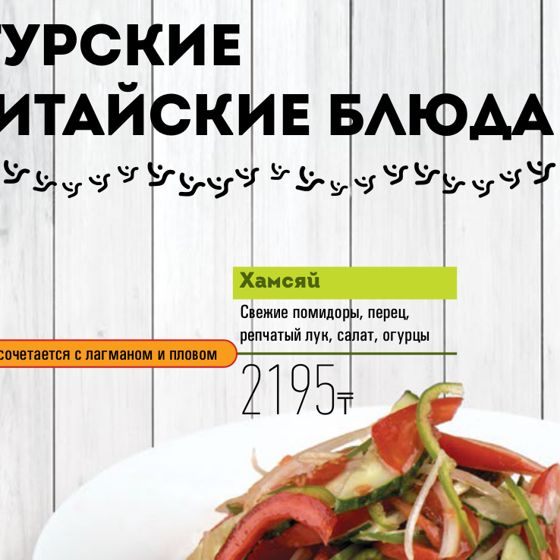 УРСКИЕ
ИТАЙСКИЕ БЛЮДА
Хамсяй
Свежие помидоры, перец,
репчатый лук, салат, огурцы
сочетается с лагманом и пловом
2195₸